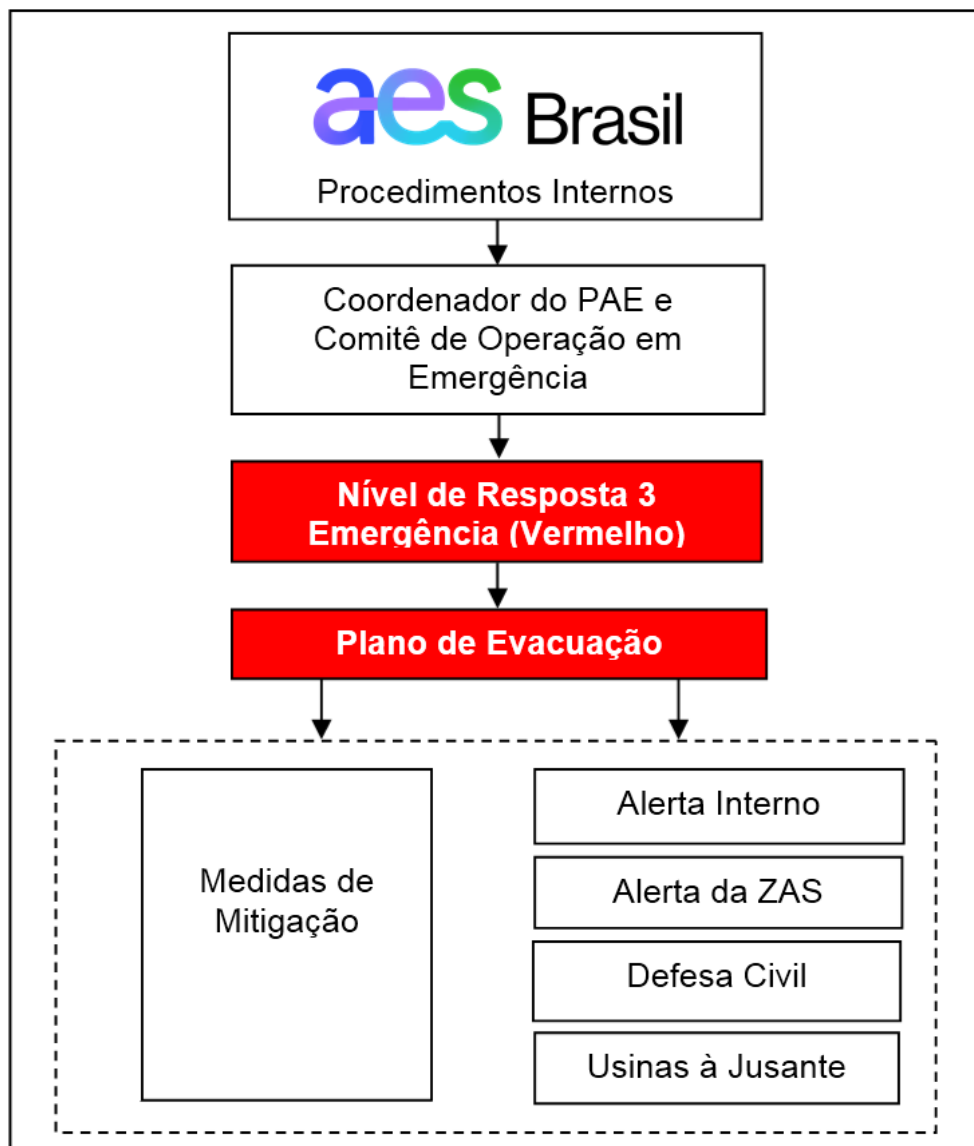 aes Brasil
Procedimentos Internos
Coordenador do PAE e
Comitê de Operação em
Emergência
Nível de Resposta 3
Emergência (Vermelho)
Plano de Evacuação
Medidas de
Mitigação
Alerta Interno
Alerta da ZAS
Defesa Civil
Usinas à Jusante